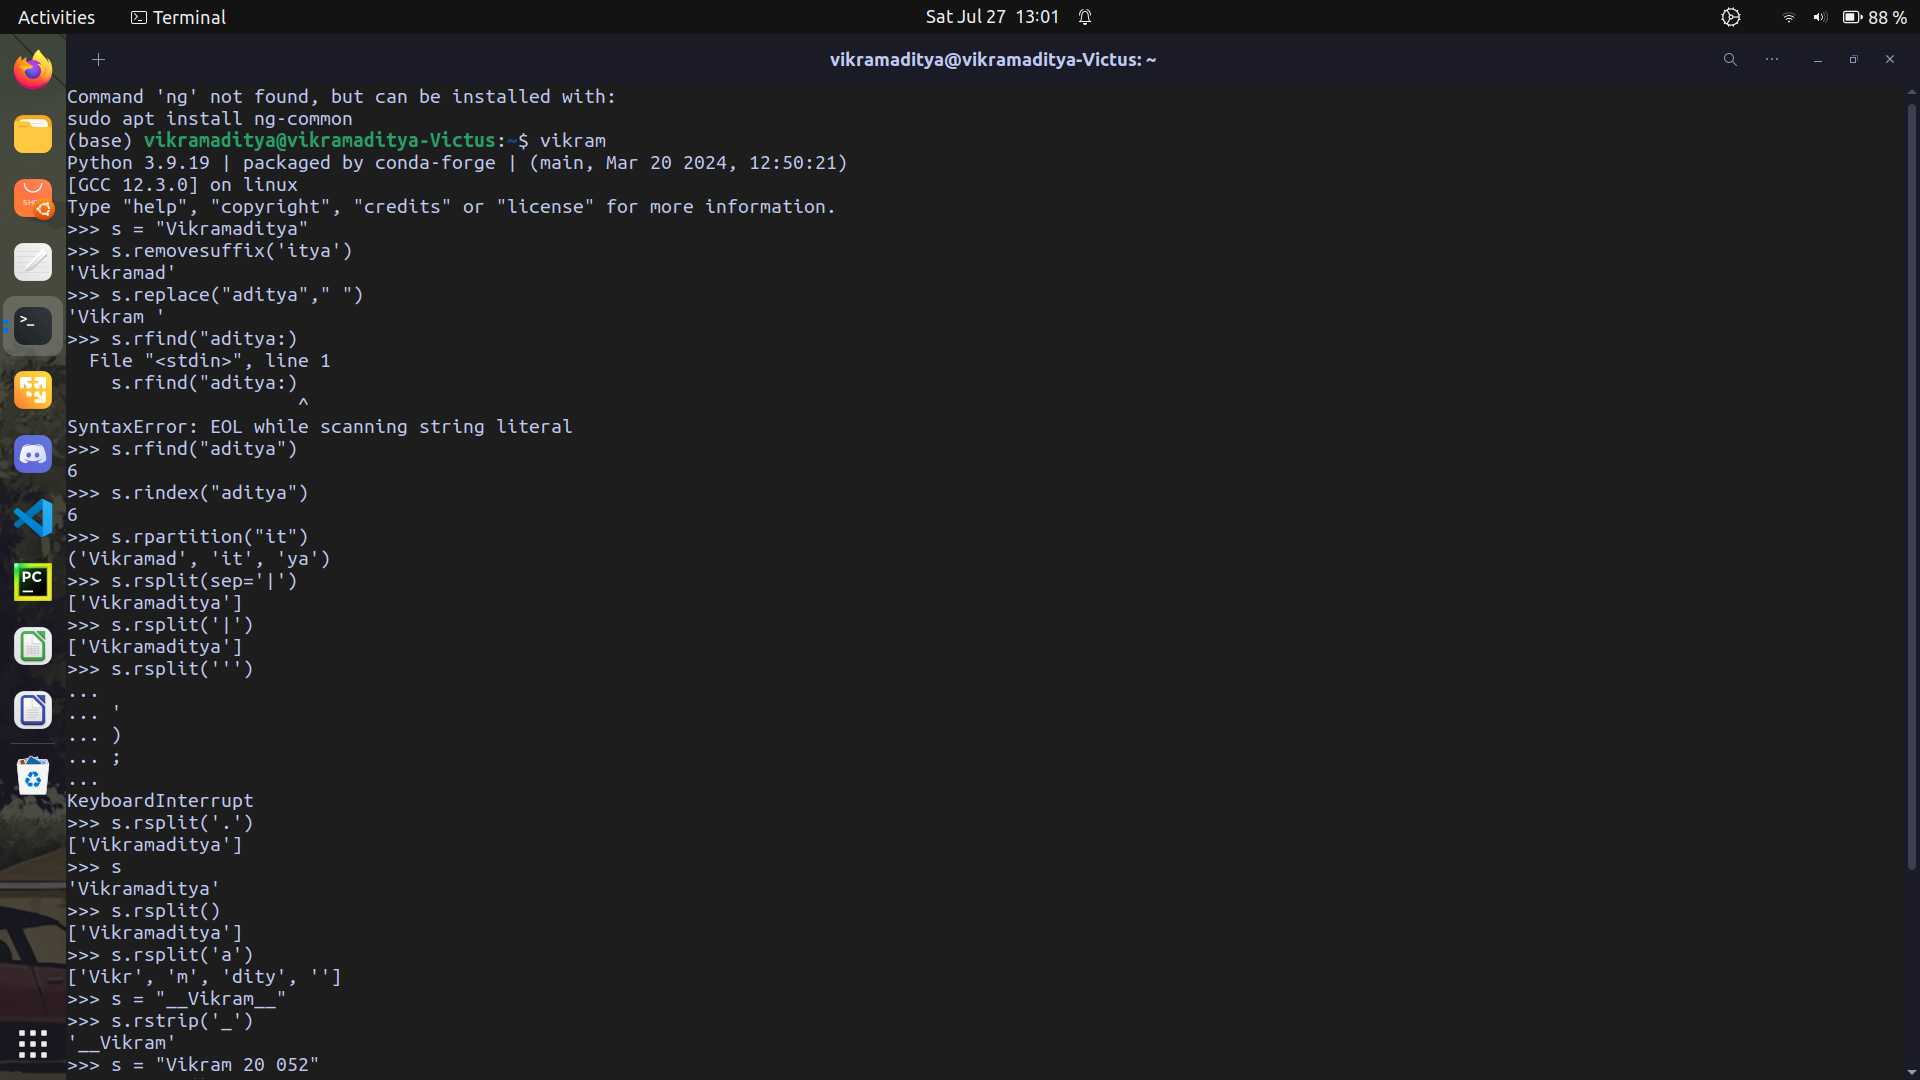 Activities
Terminal
Sat Jul 27 13:01
88 %
vikramaditya@vikramaditya-Victus: ~
Command 'ng' not found, but can be installed with:
sudo apt install ng-common
(base) vikramaditya@vikramaditya-Victus:~$ vikram
Python 3.9.19 | packaged by conda-forge | (main, Mar 20 2024, 12:50:21)
[GCC 12.3.0] on linux
Type "help", "copyright", "credits" or "license" for more information.
>>> s = "Vikramaditya"
>>> s.removesuffix('itya')
'Vikramad'
>>> s.replace("aditya"," ")
'Vikram '
>>> s.rfind("aditya:)
  File "<stdin>", line 1
    s.rfind("aditya:)
                     ^
SyntaxError: EOL while scanning string literal
>>> s.rfind("aditya")
6
>>> s.rindex("aditya")
6
>>> s.rpartition("it")
('Vikramad', 'it', 'ya')
>>> s.rsplit(sep='|')
['Vikramaditya']
>>> s.rsplit('|')
['Vikramaditya']
>>> s.rsplit(''')
...
... '
... )
... ;
...
KeyboardInterrupt
>>> s.rsplit('.')
['Vikramaditya']
>>> s
'Vikramaditya'
>>> s.rsplit()
['Vikramaditya']
>>> s.rsplit('a')
['Vikr', 'm', 'dity', '']
>>> s = "__Vikram__"
>>> s.rstrip('_')
'__Vikram'
>>> s = "Vikram 20 052"
PC